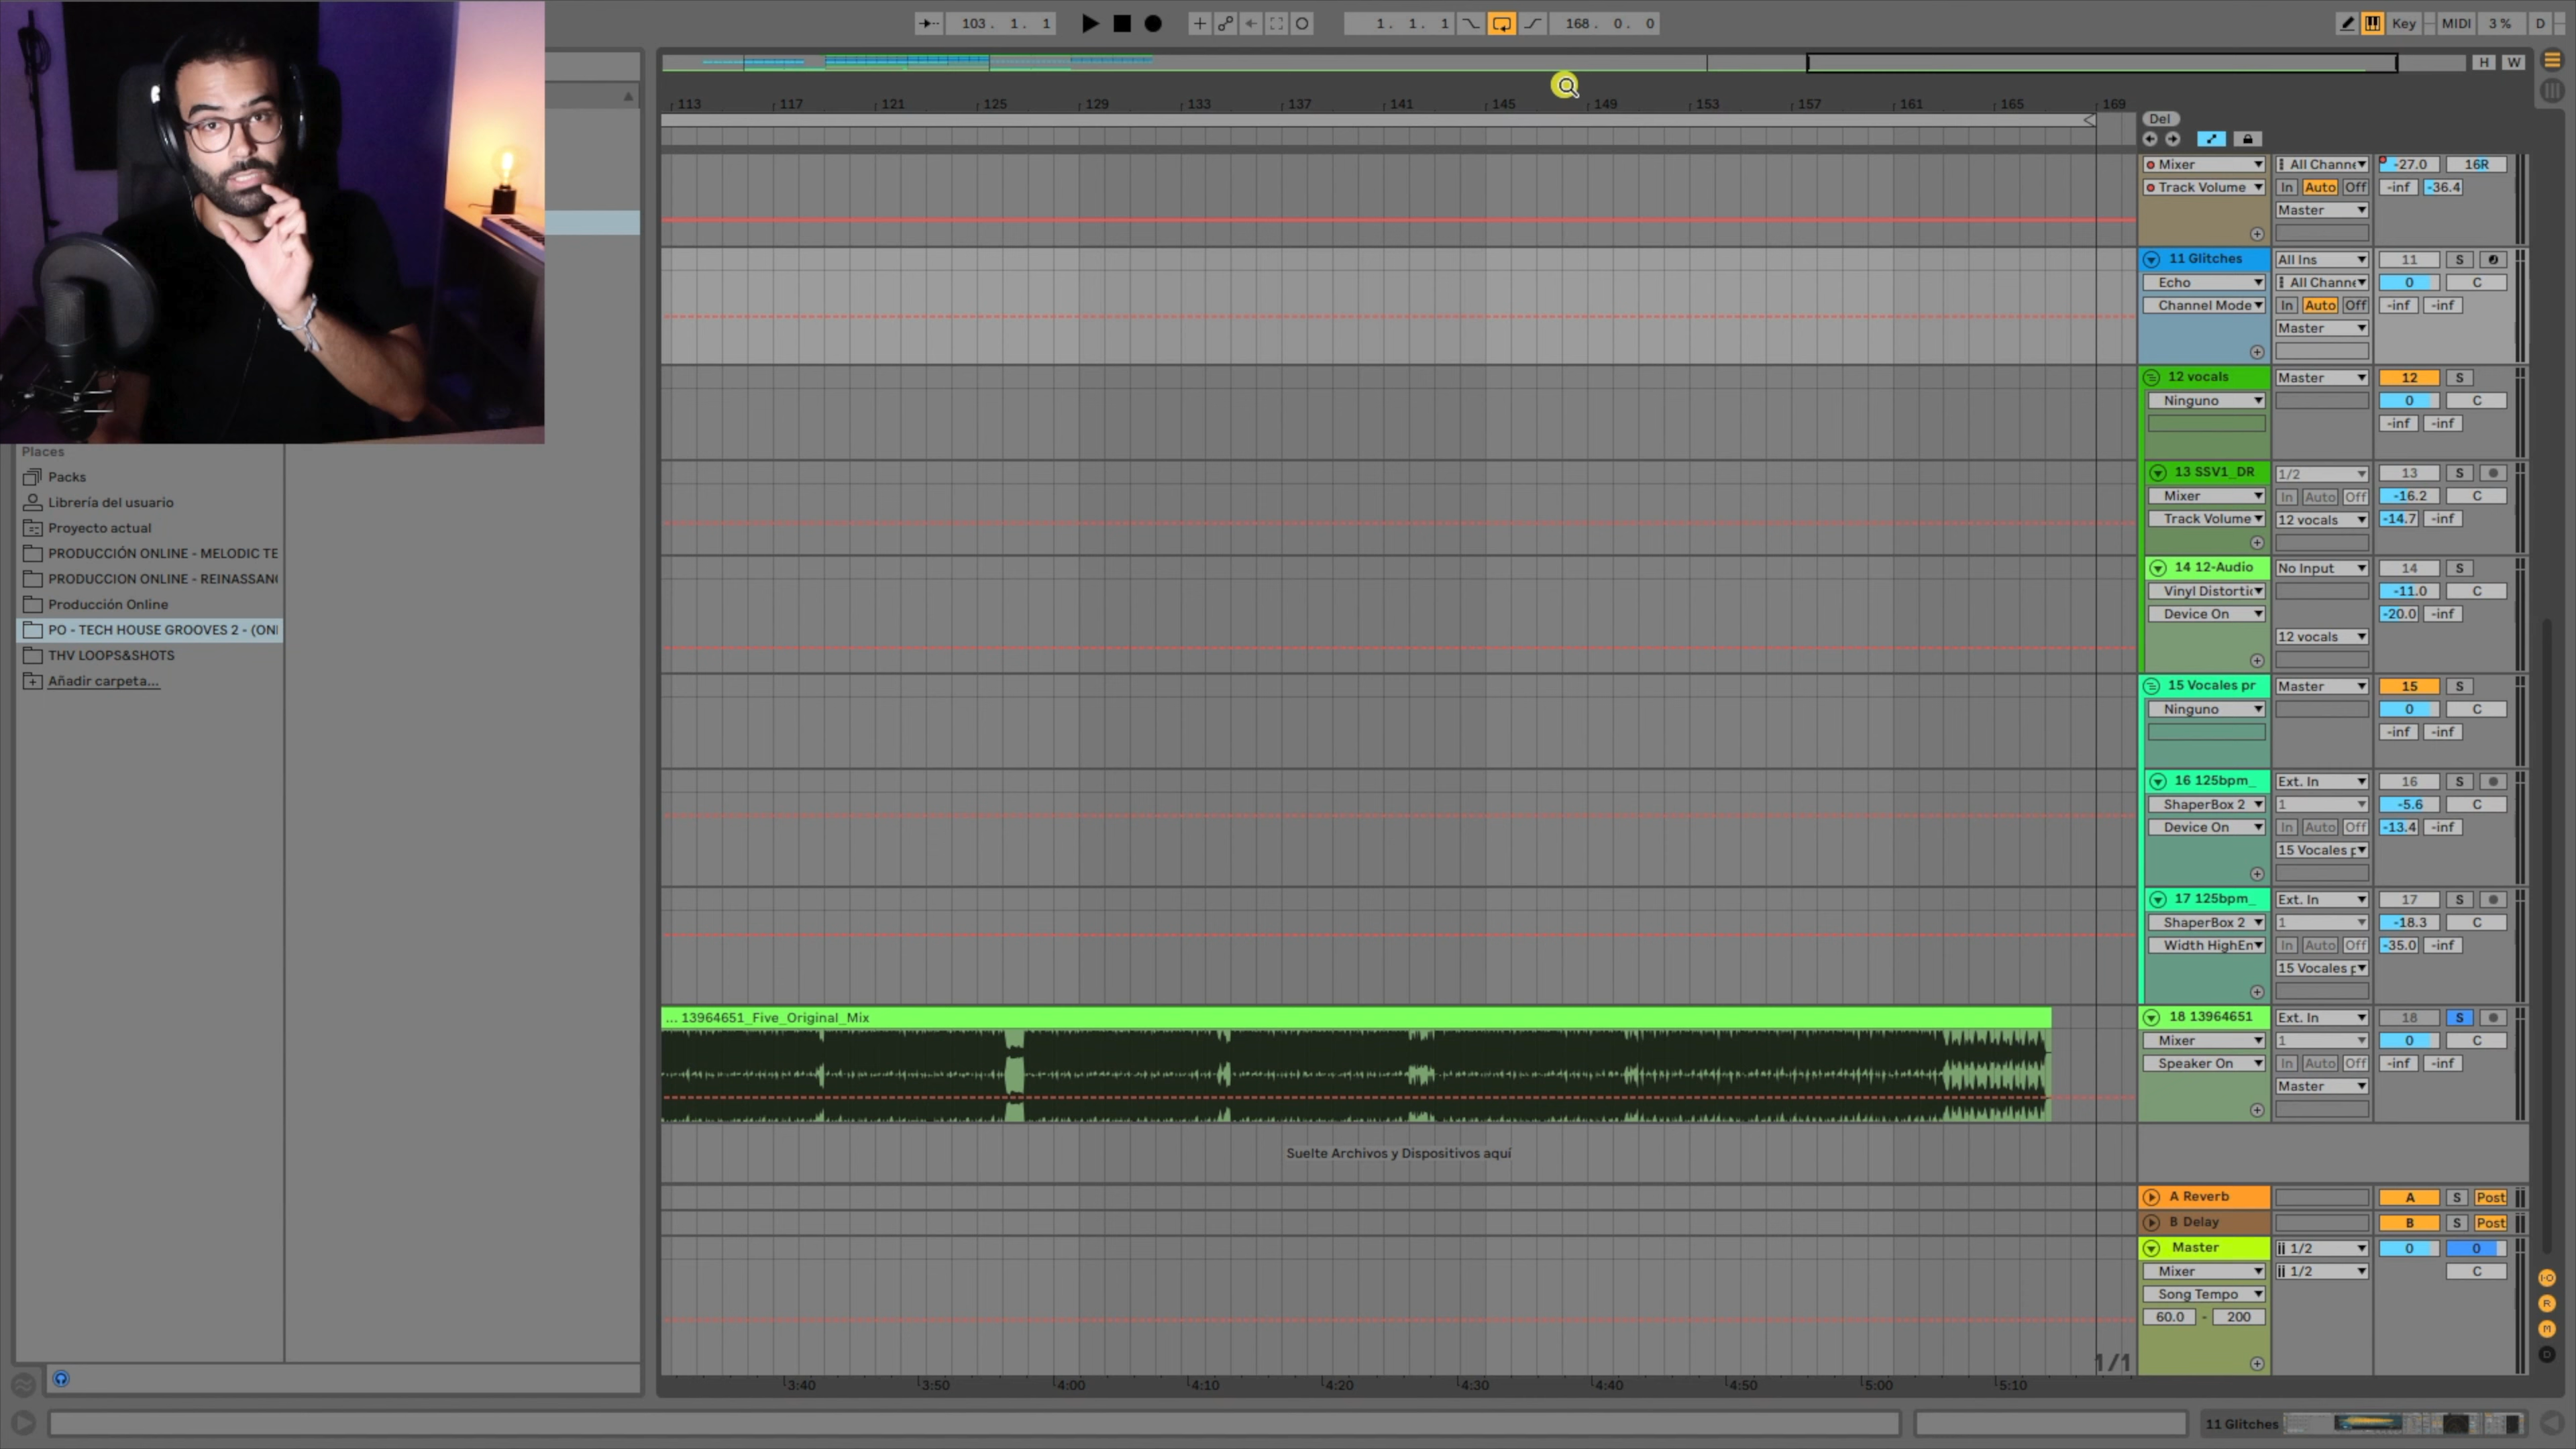 103. 1. 1
1. 1. 1
168. 0. 0
Key
MIDI
3 %
D
H
W
113 117 121 125 129 133 137 141 145 149 153 157 161 165 169
Del
Mixer
All Channe
-27.0
16R
Track Volume
In Auto Off
-inf
-36.4
Master
11 Glitches
All Ins
11
S
Echo
All Channe
0
C
Channel Mode
In Auto Off
-inf
-inf
Master
12 vocals
Master
12
S
Ninguno
0
C
-inf
-inf
Places
Packs
Librería del usuario
Proyecto actual
PRODUCCIÓN ONLINE - MELODIC TE
PRODUCCION ONLINE - REINASSAN
Producción Online
PO - TECH HOUSE GROOVES 2 - (ON
THV LOOPS&SHOTS
Añadir carpeta...
13 SSV1_DR
1/2
13
S
Mixer
In Auto Off
-16.2
C
Track Volume
12 vocals
-14.7
-inf
14 12-Audio
No Input
14
S
Vinyl Distortic
-11.0
C
Device On
-20.0
-inf
12 vocals
15 Vocales pr
Master
15
S
Ninguno
0
C
-inf
-inf
16 125bpm_
Ext. In
16
S
ShaperBox 2
1
-5.6
C
Device On
In Auto Off
-13.4
-inf
15 Vocales p
17 125bpm_
Ext. In
17
S
ShaperBox 2
1
-18.3
C
Width HighEn
In Auto Off
-35.0
-inf
15 Vocales p
... 13964651_Five_Original_Mix
18 13964651
Ext. In
18
S
Mixer
1
0
C
Speaker On
In Auto Off
-inf
-inf
Master
Suelte Archivos y Dispositivos aquí
A Reverb
A
S
Post
B Delay
B
S
Post
Master
1/2
0
0
Mixer
1/2
C
Song Tempo
60.0 - 200
I·O
R
M
D
1/1
3:40 3:50 4:00 4:10 4:20 4:30 4:40 4:50 5:00 5:10
11 Glitches